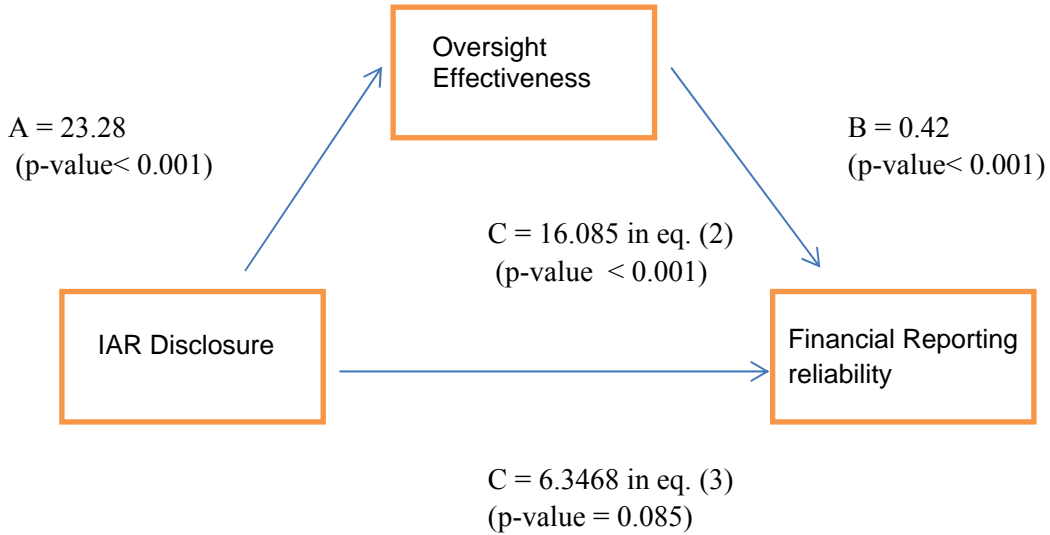 Oversight
Effectiveness
A = 23.28
(p-value< 0.001)
B = 0.42
(p-value< 0.001)
C = 16.085 in eq. (2)
(p-value < 0.001)
IAR Disclosure
Financial Reporting
reliability
C = 6.3468 in eq. (3)
(p-value = 0.085)